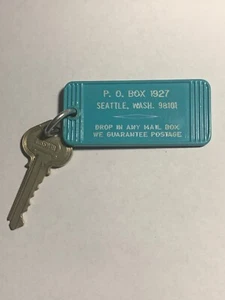 P. O. BOX 1927
SEATTLE, WASH. 98101
DROP IN ANY MAIL BOX
WE GUARANTEE POSTAGE